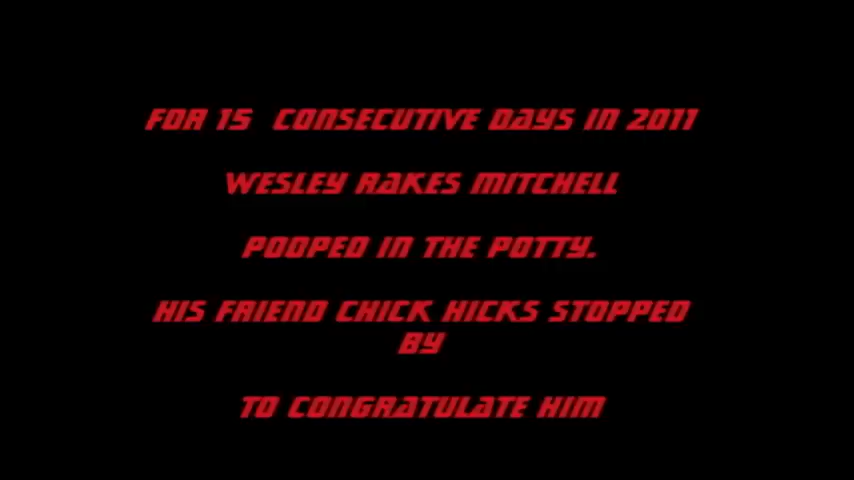 FOR 15 CONSECUTIVE DAYS IN 2011
WESLEY RAKES MITCHELL
POOPED IN THE POTTY.
HIS FRIEND CHICK HICKS STOPPED
BY
TO CONGRATULATE HIM